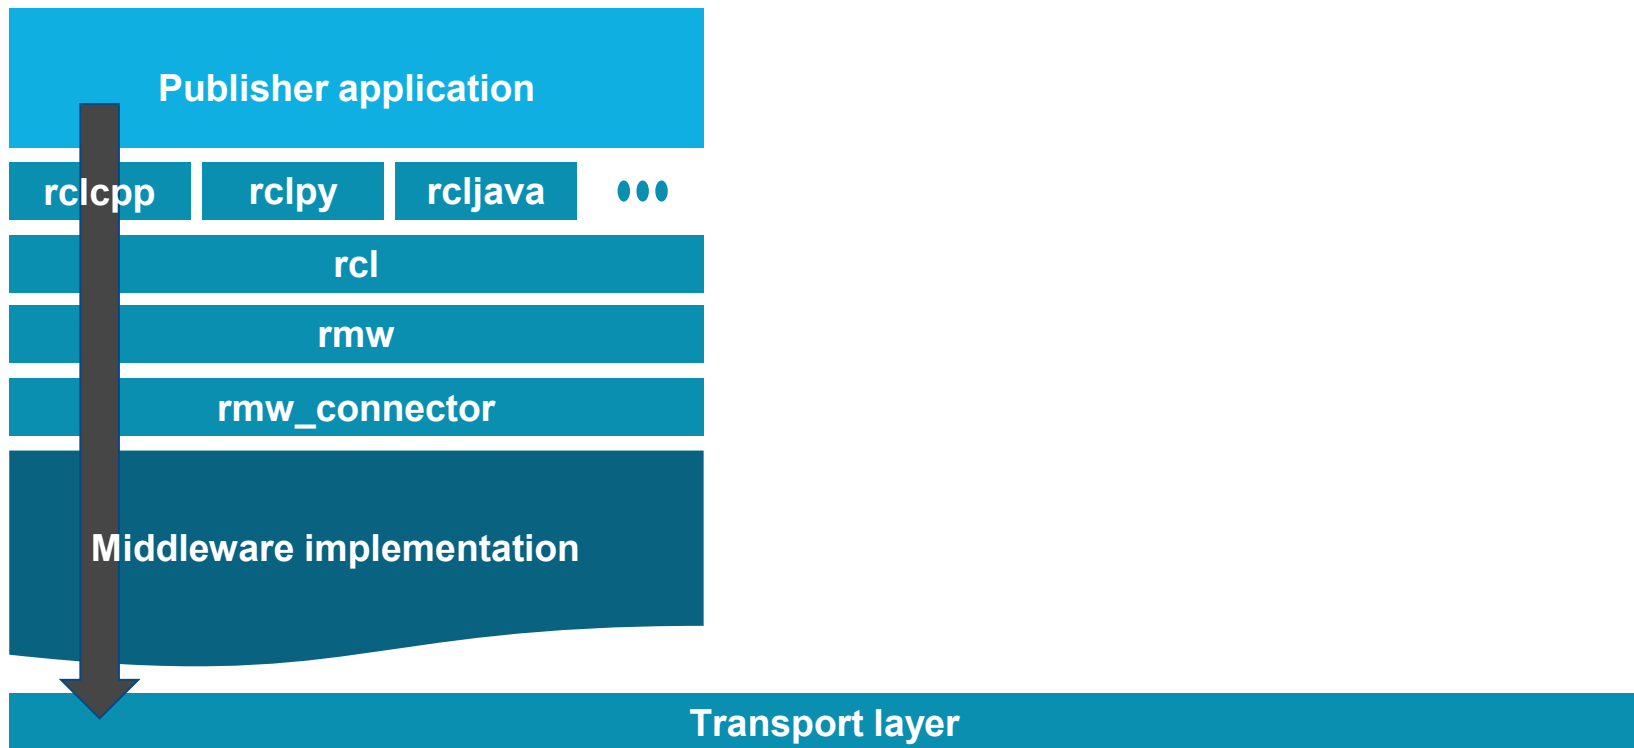 Publisher application
rclcpp
rclpy
rcljava
rcl
rmw
rmw_connector
Middleware implementation
Transport layer